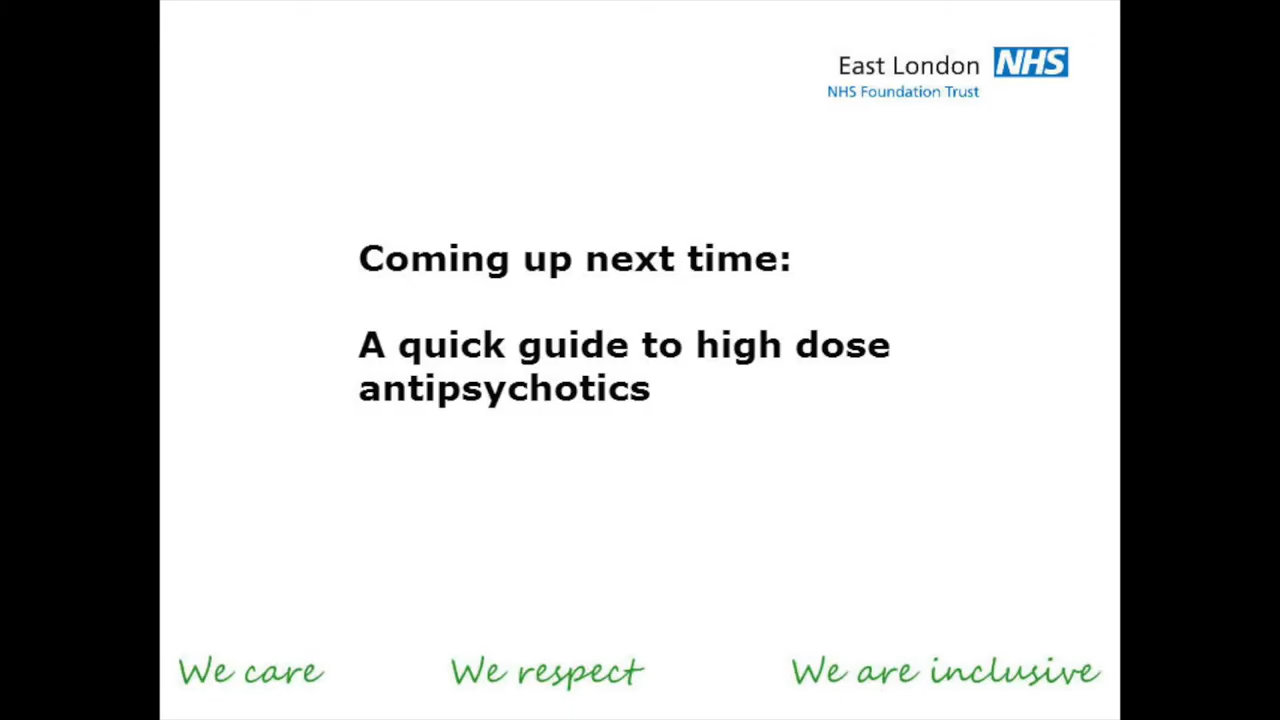 East London NHS
NHS Foundation Trust
Coming up next time:
A quick guide to high dose
antipsychotics
We care We respect We are inclusive